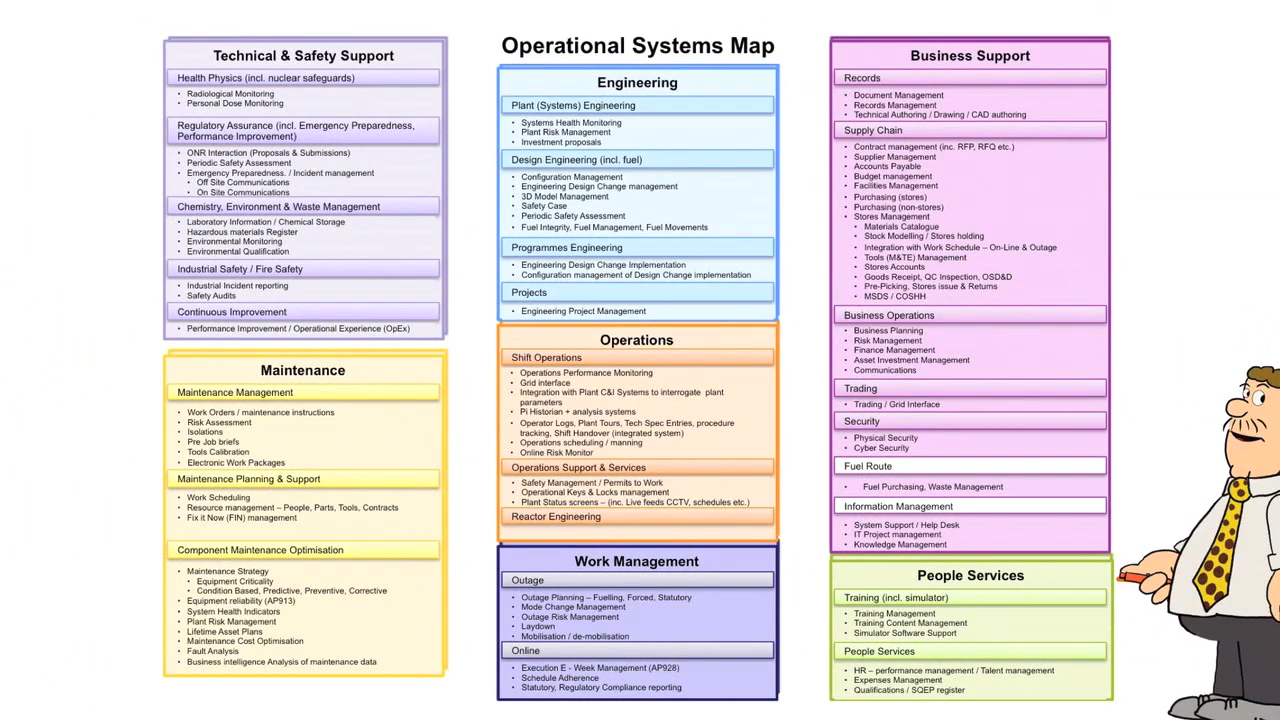 Operational Systems Map
Technical & Safety Support
Health Physics (incl. nuclear safeguards)
• Radiological Monitoring
• Personal Dose Monitoring
Regulatory Assurance (incl. Emergency Preparedness,
Performance Improvement)
• ONR Interaction (Proposals & Submissions)
• Periodic Safety Assessment
• Emergency Preparedness. / Incident management
• Off Site Communications
• On Site Communications
Chemistry, Environment & Waste Management
• Laboratory Information / Chemical Storage
• Hazardous materials Register
• Environmental Monitoring
• Environmental Qualification
Industrial Safety / Fire Safety
• Industrial Incident reporting
• Safety Audits
Continuous Improvement
• Performance Improvement / Operational Experience (OpEx)
Maintenance
Maintenance Management
• Work Orders / maintenance instructions
• Risk Assessment
• Isolations
• Pre Job briefs
• Tools Calibration
• Electronic Work Packages
Maintenance Planning & Support
• Work Scheduling
• Resource management – People, Parts, Tools, Contracts
• Fix it Now (FIN) management
Component Maintenance Optimisation
• Maintenance Strategy
• Equipment Criticality
• Condition Based, Predictive, Preventive, Corrective
• Equipment reliability (AP913)
• System Health Indicators
• Plant Risk Management
• Lifetime Asset Plans
• Maintenance Cost Optimisation
• Fault Analysis
• Business intelligence Analysis of maintenance data
Engineering
Plant (Systems) Engineering
• Systems Health Monitoring
• Plant Risk Management
• Investment proposals
Design Engineering (incl. fuel)
• Configuration Management
• Engineering Design Change management
• 3D Model Management
• Safety Case
• Periodic Safety Assessment
• Fuel Integrity, Fuel Management, Fuel Movements
Programmes Engineering
• Engineering Design Change Implementation
• Configuration management of Design Change implementation
Projects
• Engineering Project Management
Operations
Shift Operations
• Operations Performance Monitoring
• Grid interface
• Integration with Plant C&I Systems to interrogate plant
parameters
• Pi Historian + analysis systems
• Operator Logs, Plant Tours, Tech Spec Entries, procedure
tracking, Shift Handover (integrated system)
• Operations scheduling / manning
• Online Risk Monitor
Operations Support & Services
• Safety Management / Permits to Work
• Operational Keys & Locks management
• Plant Status screens – (inc. Live feeds CCTV, schedules etc.)
Reactor Engineering
Work Management
Outage
• Outage Planning – Fuelling, Forced, Statutory
• Mode Change Management
• Outage Risk Management
• Laydown
• Mobilisation / de-mobilisation
Online
• Execution E - Week Management (AP928)
• Schedule Adherence
• Statutory, Regulatory Compliance reporting
Business Support
Records
• Document Management
• Records Management
• Technical Authoring / Drawing / CAD authoring
Supply Chain
• Contract management (inc. RFP, RFQ etc.)
• Supplier Management
• Accounts Payable
• Budget management
• Facilities Management
• Purchasing (stores)
• Purchasing (non-stores)
• Stores Management
• Materials Catalogue
• Stock Modelling / Stores holding
• Integration with Work Schedule – On-Line & Outage
• Tools (M&TE) Management
• Stores Accounts
• Goods Receipt, QC Inspection, OSD&D
• Pre-Picking, Stores issue & Returns
• MSDS / COSHH
Business Operations
• Business Planning
• Risk Management
• Finance Management
• Asset Investment Management
• Communications
Trading
• Trading / Grid Interface
Security
• Physical Security
• Cyber Security
Fuel Route
• Fuel Purchasing, Waste Management
Information Management
• System Support / Help Desk
• IT Project management
• Knowledge Management
People Services
Training (incl. simulator)
• Training Management
• Training Content Management
• Simulator Software Support
People Services
• HR – performance management / Talent management
• Expenses Management
• Qualifications / SQEP register